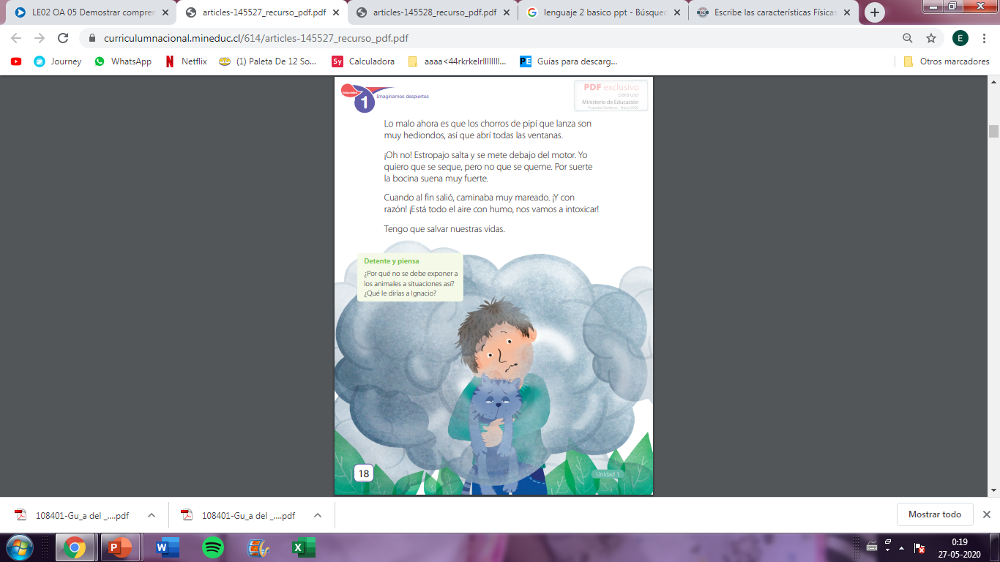 LE02 OA 05 Demostrar compren
articles-145527_recurso_pdf.pdf
articles-145528_recurso_pdf.pdf
lenguaje 2 basico ppt - Búsqued
Escribe las características Físicas
curriculumnacional.mineduc.cl/614/articles-145527_recurso_pdf.pdf
E
Journey
WhatsApp
Netflix
(1) Paleta De 12 So...
Sy Calculadora
aaaa<44rkrkelrllllllll...
PE Guías para descarg...
Otros marcadores
1
Imaginamos despiertos
PDF exclusivo
para uso
Ministerio de Educación
Lo malo ahora es que los chorros de pipí que lanza son
muy hediondos, así que abrí todas las ventanas.
¡Oh no! Estropajo salta y se mete debajo del motor. Yo
quiero que se seque, pero no que se queme. Por suerte
la bocina suena muy fuerte.
Cuando al fin salió, caminaba muy mareado. ¡Y con
razón! ¡Está todo el aire con humo, nos vamos a intoxicar!
Tengo que salvar nuestras vidas.
Detente y piensa
¿Por qué no se debe exponer a
los animales a situaciones así?
¿Qué le dirías a Ignacio?
18
Unidad 1
108401-Gu_a del _....pdf
108401-Gu_a del _....pdf
Mostrar todo
0:19
27-05-2020